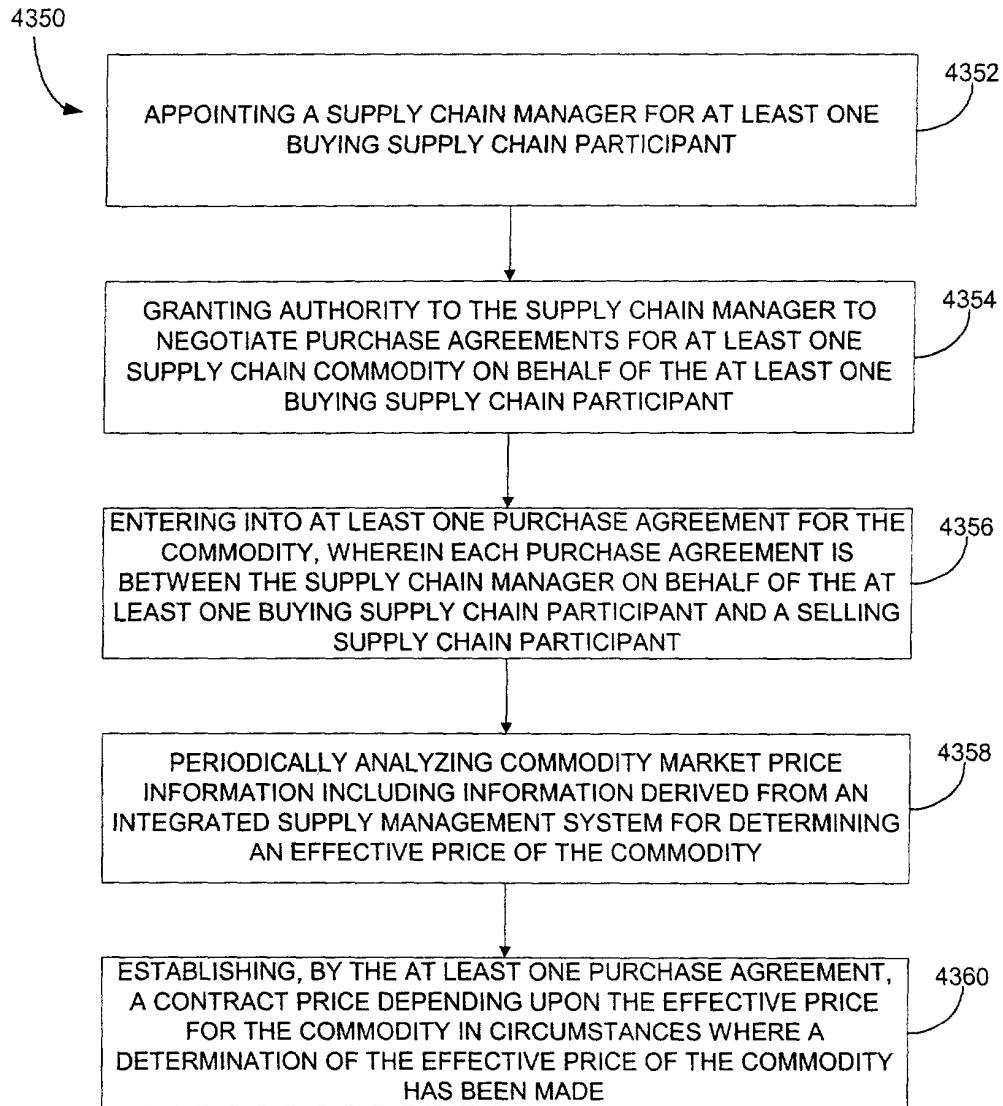 4350
4352
APPOINTING A SUPPLY CHAIN MANAGER FOR AT LEAST ONE
BUYING SUPPLY CHAIN PARTICIPANT
4354
GRANTING AUTHORITY TO THE SUPPLY CHAIN MANAGER TO
NEGOTIATE PURCHASE AGREEMENTS FOR AT LEAST ONE
SUPPLY CHAIN COMMODITY ON BEHALF OF THE AT LEAST ONE
BUYING SUPPLY CHAIN PARTICIPANT
4356
ENTERING INTO AT LEAST ONE PURCHASE AGREEMENT FOR THE
COMMODITY, WHEREIN EACH PURCHASE AGREEMENT IS
BETWEEN THE SUPPLY CHAIN MANAGER ON BEHALF OF THE AT
LEAST ONE BUYING SUPPLY CHAIN PARTICIPANT AND A SELLING
SUPPLY CHAIN PARTICIPANT
4358
PERIODICALLY ANALYZING COMMODITY MARKET PRICE
INFORMATION INCLUDING INFORMATION DERIVED FROM AN
INTEGRATED SUPPLY MANAGEMENT SYSTEM FOR DETERMINING
AN EFFECTIVE PRICE OF THE COMMODITY
4360
ESTABLISHING, BY THE AT LEAST ONE PURCHASE AGREEMENT,
A CONTRACT PRICE DEPENDING UPON THE EFFECTIVE PRICE
FOR THE COMMODITY IN CIRCUMSTANCES WHERE A
DETERMINATION OF THE EFFECTIVE PRICE OF THE COMMODITY
HAS BEEN MADE